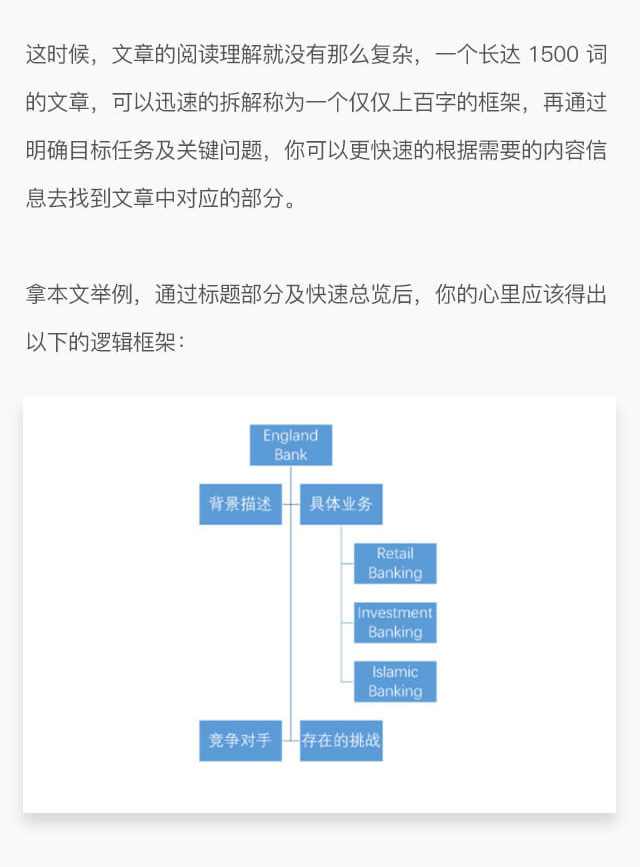 这时候，文章的阅读理解就没有那么复杂，一个长达 1500 词
的文章，可以迅速的拆解称为一个仅仅上百字的框架，再通过
明确目标任务及关键问题，你可以更快速的根据需要的内容信
息去找到文章中对应的部分。
拿本文举例，通过标题部分及快速总览后，你的心里应该得出
以下的逻辑框架：
England
Bank
背景描述
具体业务
Retail
Banking
Investment
Banking
Islamic
Banking
竞争对手
存在的挑战